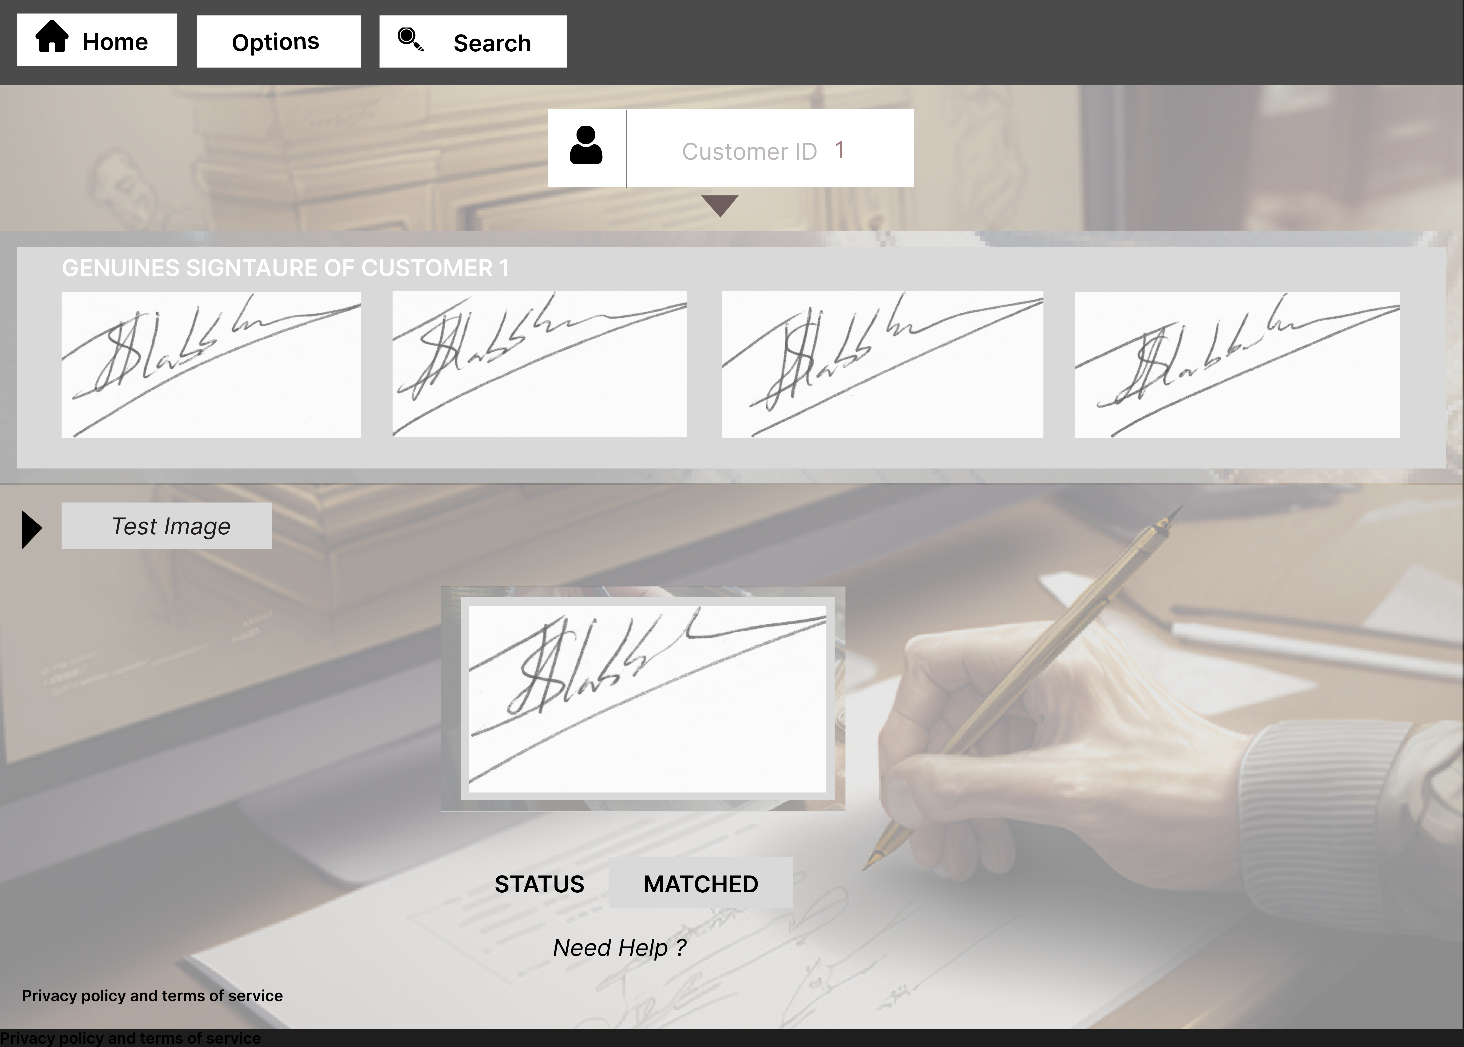 Home Options Search
Customer ID 1
GENUINES SIGNTAURE OF CUSTOMER 1
Test Image
STATUS MATCHED
Need Help ?
Privacy policy and terms of service
Privacy policy and terms of service